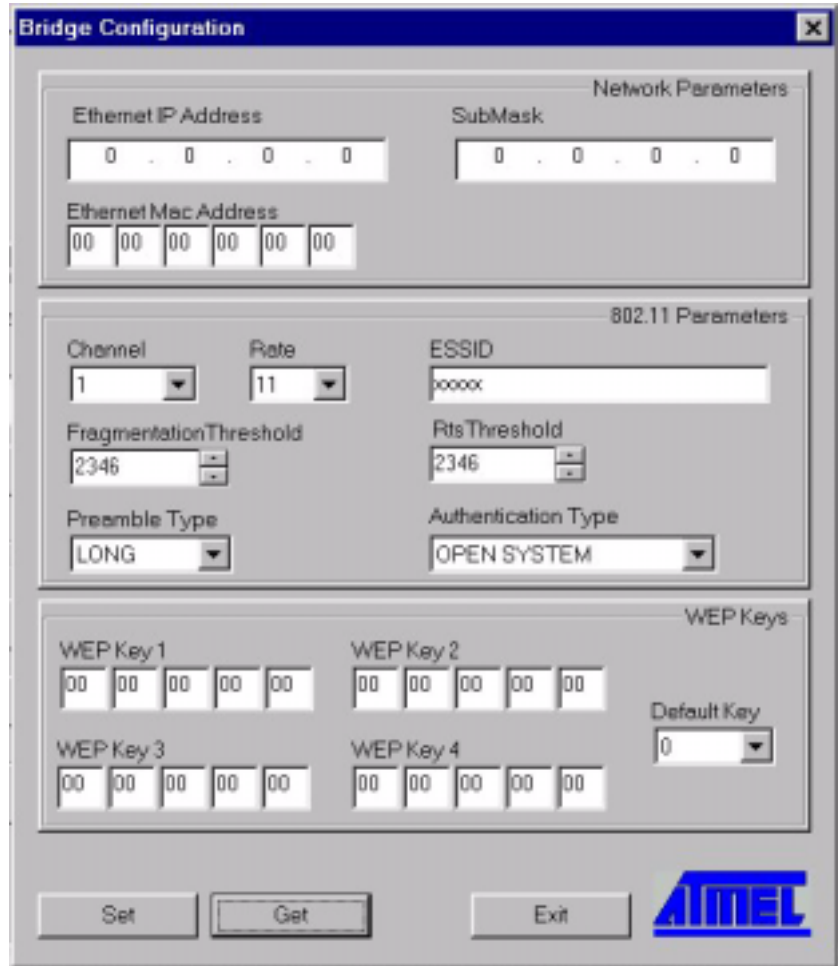 Bridge Configuration
Network Parameters
Ethernet IP Address
SubMask
0 . 0 . 0 . 0
0 . 0 . 0 . 0
Ethernet Mac Address
00 00 00 00 00 00
802.11 Parameters
Channel
Rate
ESSID
1
11
xxxxx
FragmentationThreshold
RtsThreshold
2346
2346
Preamble Type
Authentication Type
LONG
OPEN SYSTEM
WEP Keys
WEP Key 1
WEP Key 2
00 00 00 00 00
00 00 00 00 00
Default Key
0
WEP Key 3
WEP Key 4
00 00 00 00 00
00 00 00 00 00
Set
Get
Exit
ATMEL